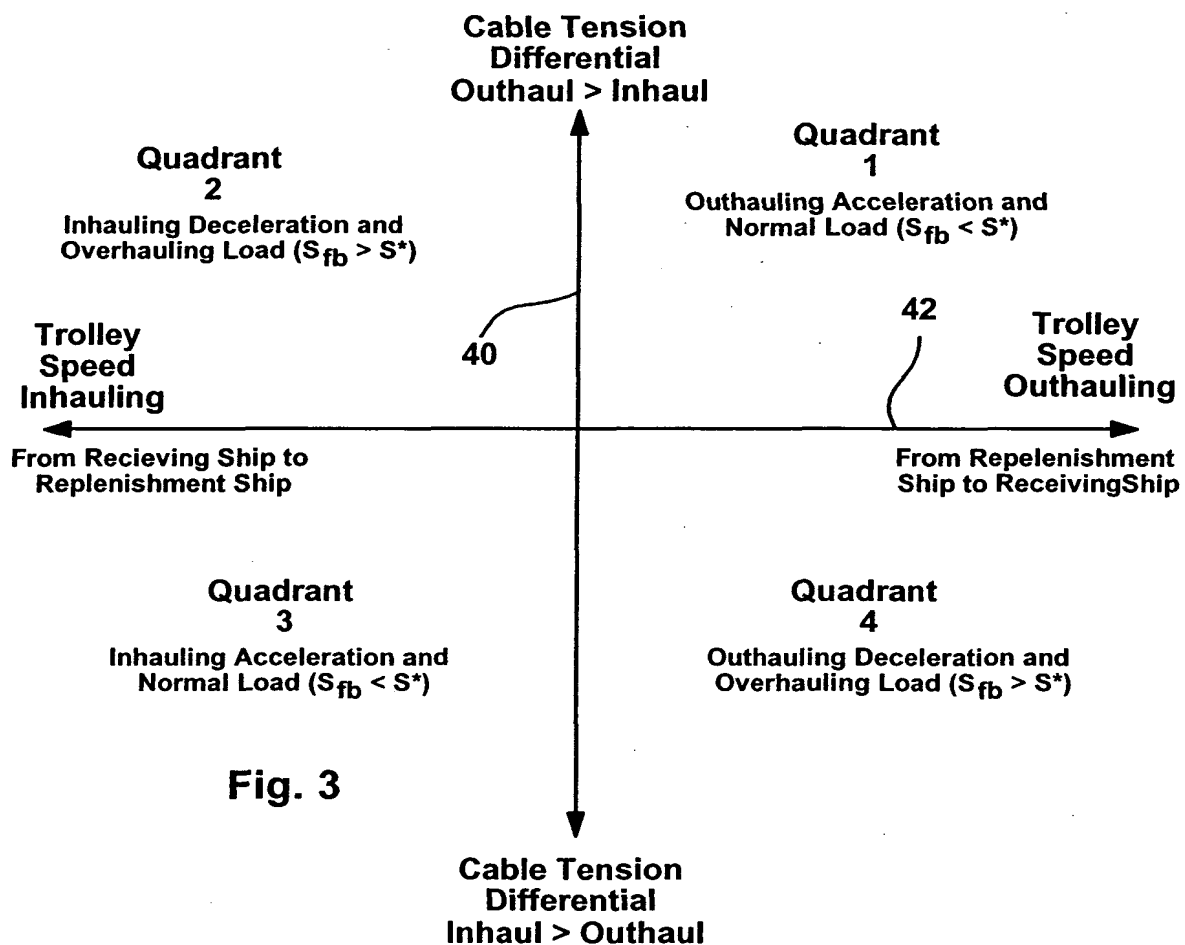 Cable Tension
Differential
Outhaul > Inhaul
Quadrant
2
Inhauling Deceleration and
Overhauling Load (Sfb > S*)
Quadrant
1
Outhauling Acceleration and
Normal Load (Sfb < S*)
40
42
Trolley
Speed
Inhauling
Trolley
Speed
Outhauling
From Recieving Ship to
Replenishment Ship
From Repelenishment
Ship to ReceivingShip
Quadrant
3
Inhauling Acceleration and
Normal Load (Sfb < S*)
Quadrant
4
Outhauling Deceleration and
Overhauling Load (Sfb > S*)
Fig. 3
Cable Tension
Differential
Inhaul > Outhaul